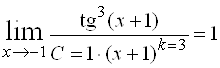 lim x→-1 tg³(x+1) / C = 1·(x+1)^{k=3} = 1